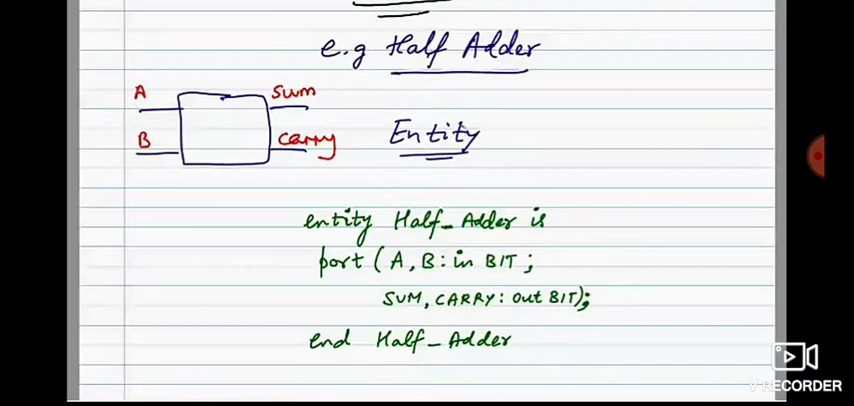 e.g Half Adder
A
Sum
B
Carry
Entity
entity Half_Adder is
port ( A, B : in BIT ;
SUM, CARRY : out BIT);
end Half_Adder
V RECORDER